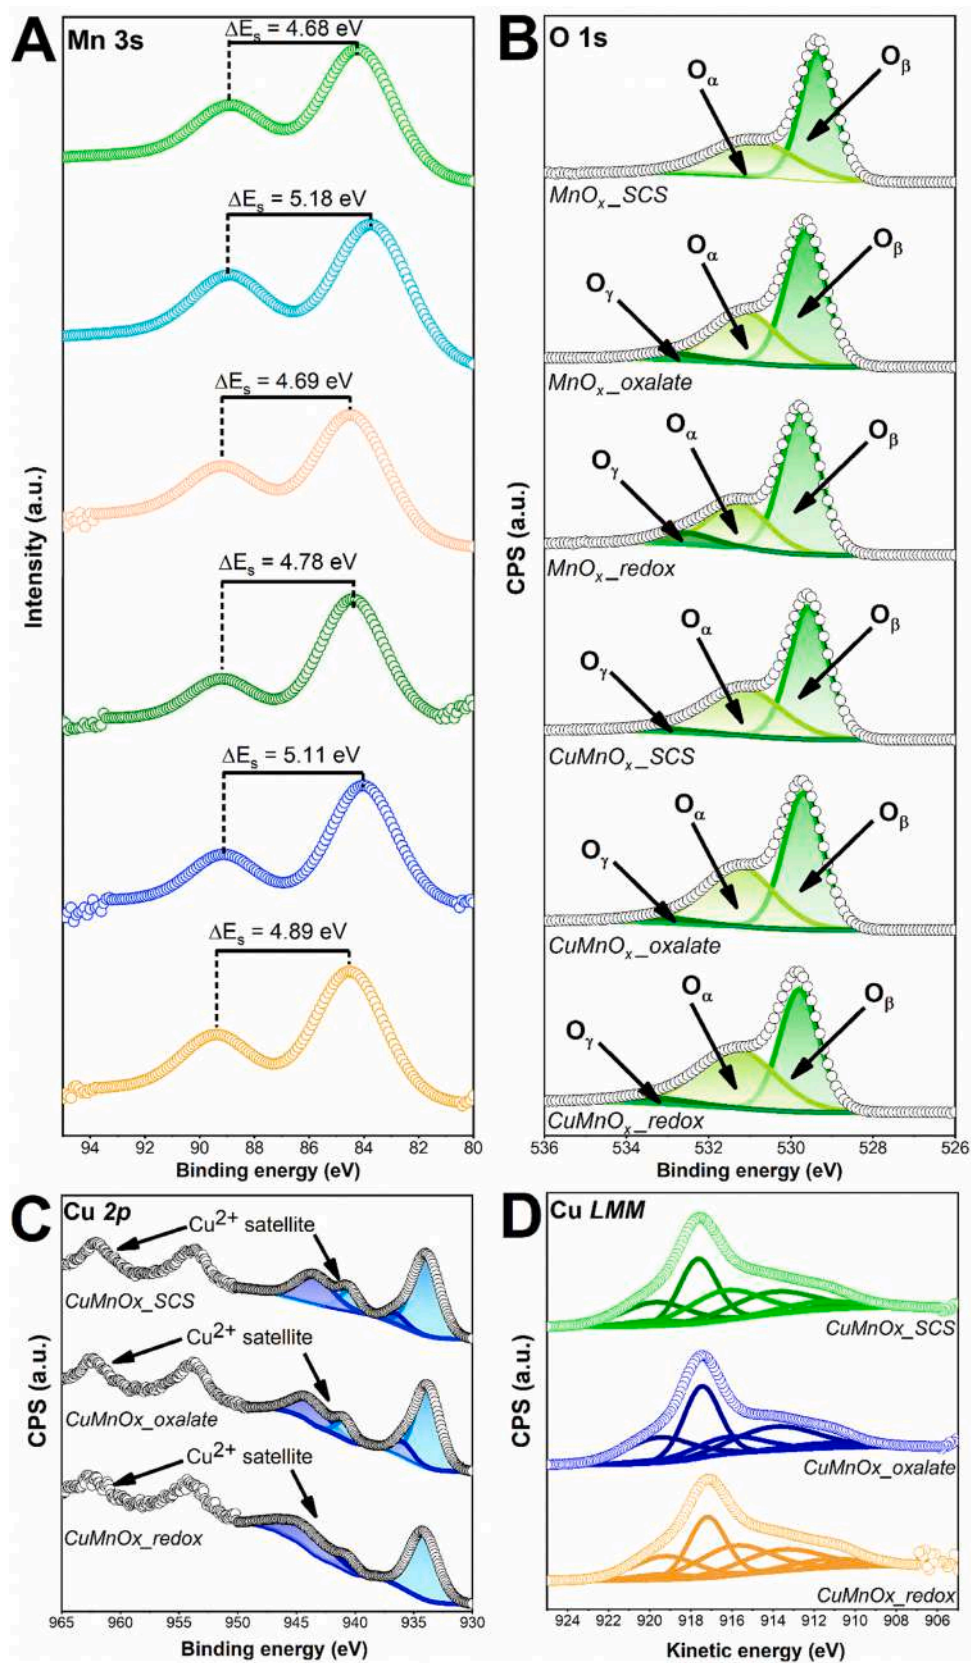 A
Mn 3s
ΔEs = 4.68 eV
ΔEs = 5.18 eV
ΔEs = 4.69 eV
ΔEs = 4.78 eV
ΔEs = 5.11 eV
ΔEs = 4.89 eV
Intensity (a.u.)
94 92 90 88 86 84 82 80
Binding energy (eV)
B
O 1s
Oα
Oβ
MnOx_SCS
Oγ
Oα
Oβ
MnOx_oxalate
Oγ
Oα
Oβ
MnOx_redox
Oγ
Oα
Oβ
CuMnOx_SCS
Oγ
Oα
Oβ
CuMnOx_oxalate
Oγ
Oα
Oβ
CuMnOx_redox
CPS (a.u.)
536 534 532 530 528 526
Binding energy (eV)
C
Cu 2p
Cu2+ satellite
CuMnOx_SCS
Cu2+ satellite
CuMnOx_oxalate
Cu2+ satellite
CuMnOx_redox
CPS (a.u.)
965 960 955 950 945 940 935 930
Binding energy (eV)
D
Cu LMM
CuMnOx_SCS
CuMnOx_oxalate
CuMnOx_redox
CPS (a.u.)
924 922 920 918 916 914 912 910 908 906
Kinetic energy (eV)